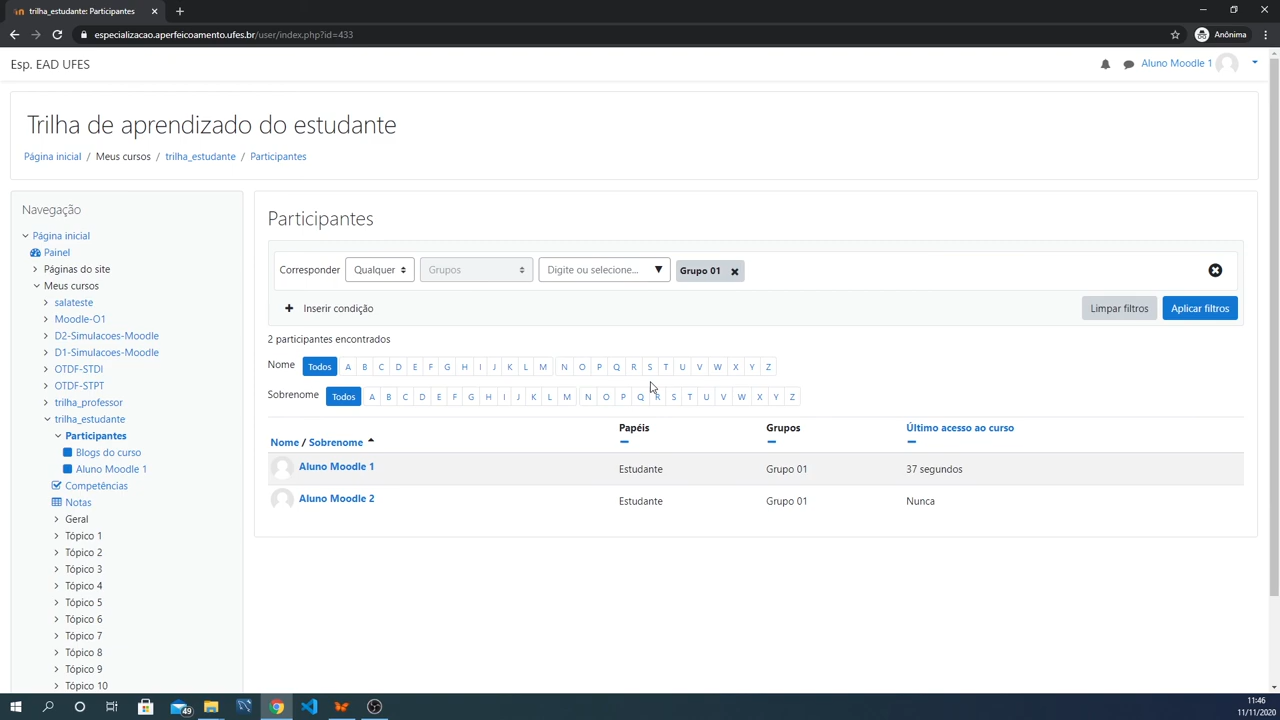 trilha_estudante: Participantes
especializacao.aperfeicoamento.ufes.br/user/index.php?id=433
Anônima
Esp. EAD UFES
Aluno Moodle 1
Trilha de aprendizado do estudante
Página inicial / Meus cursos / trilha_estudante / Participantes
Navegação
Página inicial
Painel
Páginas do site
Meus cursos
salateste
Moodle-O1
D2-Simulacoes-Moodle
D1-Simulacoes-Moodle
OTDF-STDI
OTDF-STPT
trilha_professor
trilha_estudante
Participantes
Blogs do curso
Aluno Moodle 1
Competências
Notas
Geral
Tópico 1
Tópico 2
Tópico 3
Tópico 4
Tópico 5
Tópico 6
Tópico 7
Tópico 8
Tópico 9
Tópico 10
Participantes
Corresponder Qualquer Grupos Digite ou selecione... Grupo 01
Inserir condição Limpar filtros Aplicar filtros
2 participantes encontrados
Nome Todos A B C D E F G H I J K L M N O P Q R S T U V W X Y Z
Sobrenome Todos A B C D E F G H I J K L M N O P Q R S T U V W X Y Z
Nome / Sobrenome Papéis Grupos Último acesso ao curso
Aluno Moodle 1 Estudante Grupo 01 37 segundos
Aluno Moodle 2 Estudante Grupo 01 Nunca
49
11:46
11/11/2020